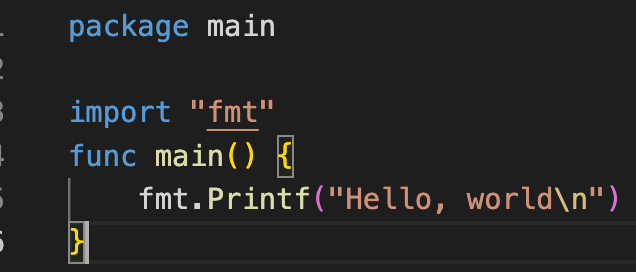 package main
import "fmt"
func main() {
fmt.Printf("Hello, world\n")
}